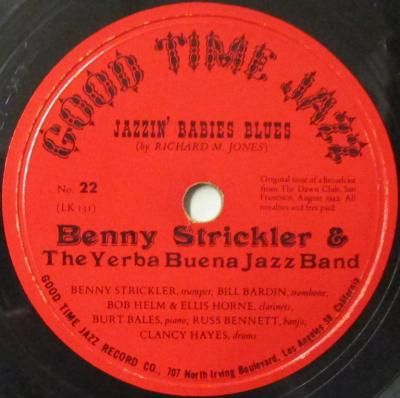 GOOD TIME JAZZ
JAZZIN' BABIES BLUES
(by RICHARD M. JONES)
No. 22
(LK 131)
Original issue of a broadcast
from The Dawn Club, San
Francisco, August 1942. All
royalties and fees paid.
Benny Strickler &
The Yerba Buena Jazz Band
BENNY STRICKLER, trumpet; BILL BARDIN, trombone;
BOB HELM & ELLIS HORNE, clarinets;
BURT BALES, piano; RUSS BENNETT, banjo;
CLANCY HAYES, drums
GOOD TIME JAZZ RECORD CO., 707 North Irving Boulevard, Los Angeles 38, California